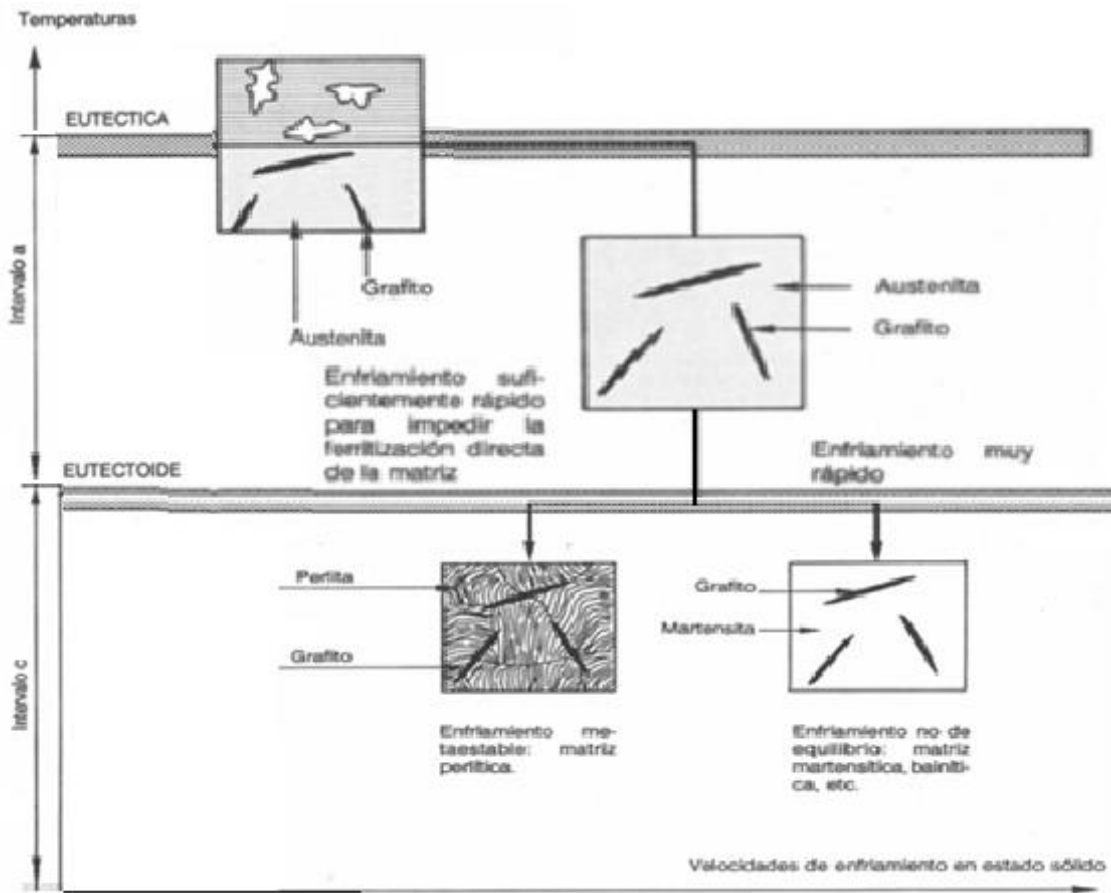 Temperaturas
EUTECTICA
Grafito
Austenita
Austenita
Grafito
Intervalo a
Enfriamiento sufi-
cientemente rápido
para impedir la
ferritización directa
de la matriz
Enfriamiento muy
rápido
EUTECTOIDE
Perlita
Grafito
Grafito
Martensita
Intervalo c
Enfriamiento me-
taestable: matriz
perlítica.
Enfriamiento no de
equilibrio: matriz
martensítica, bainíti-
ca, etc.
Velocidades de enfriamiento en estado sólido